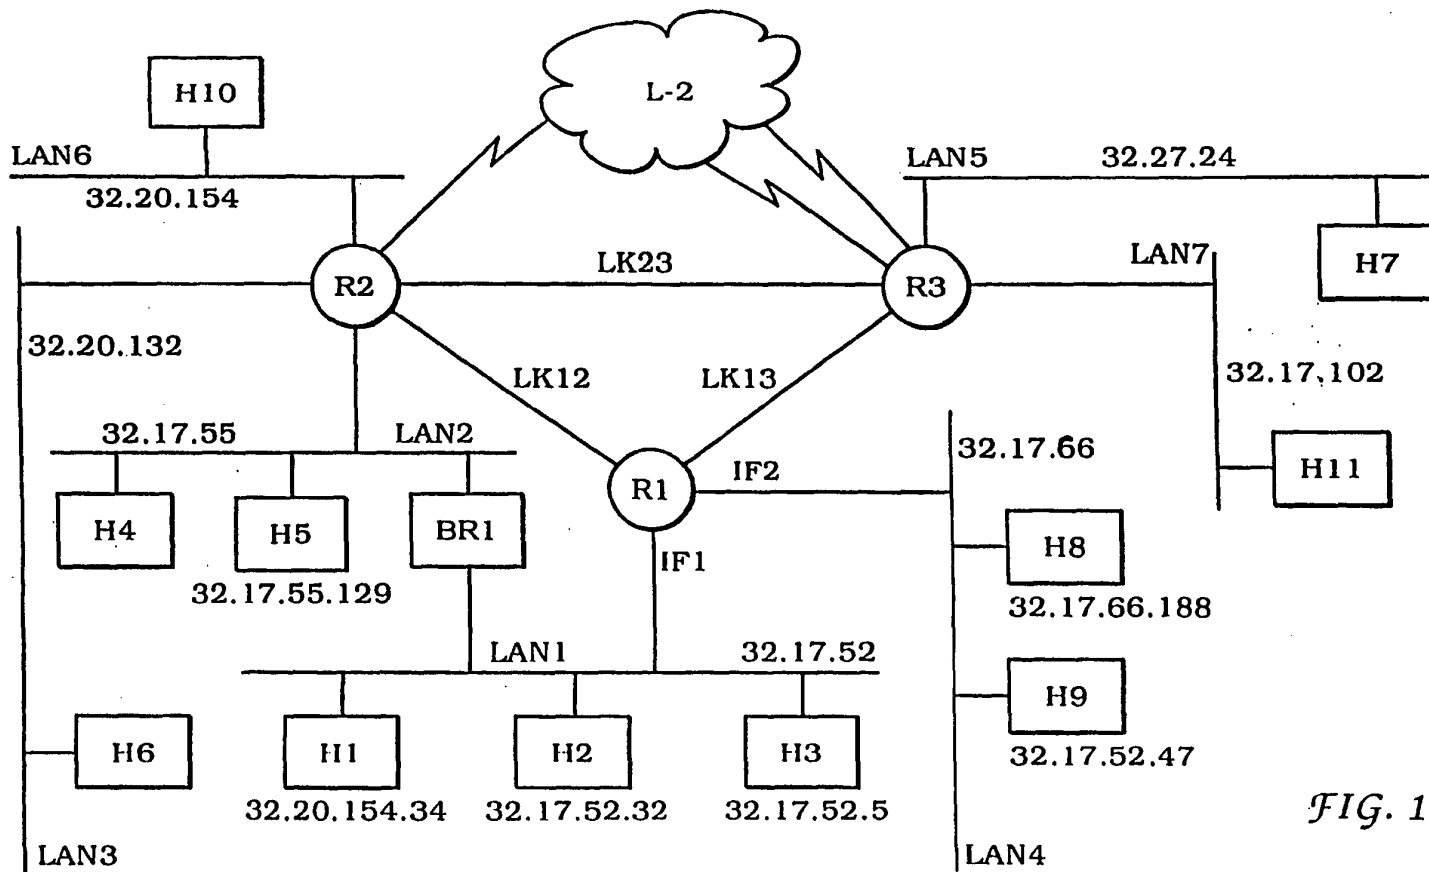 L-2
H10
LAN6
32.20.154
LAN5
32.27.24
H7
R2
LK23
R3
LAN7
32.20.132
LK12
LK13
32.17.102
32.17.55
LAN2
32.17.66
R1
IF2
H11
H4
H5
BR1
IF1
H8
32.17.55.129
32.17.66.188
LAN1
32.17.52
H9
H6
H1
H2
H3
32.17.52.47
32.20.154.34
32.17.52.32
32.17.52.5
FIG. 1
LAN3
LAN4